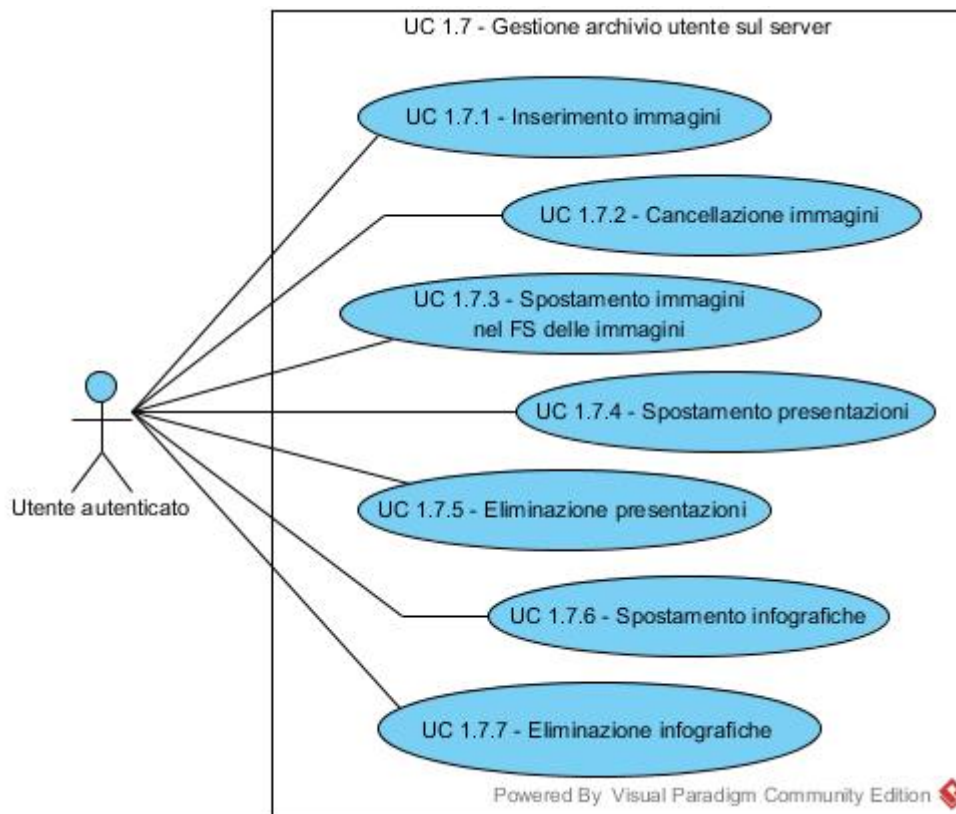 UC 1.7 - Gestione archivio utente sul server
UC 1.7.1 - Inserimento immagini
UC 1.7.2 - Cancellazione immagini
UC 1.7.3 - Spostamento immagini
nel FS delle immagini
UC 1.7.4 - Spostamento presentazioni
Utente autenticato
UC 1.7.5 - Eliminazione presentazioni
UC 1.7.6 - Spostamento infografiche
UC 1.7.7 - Eliminazione infografiche
Powered By Visual Paradigm Community Edition